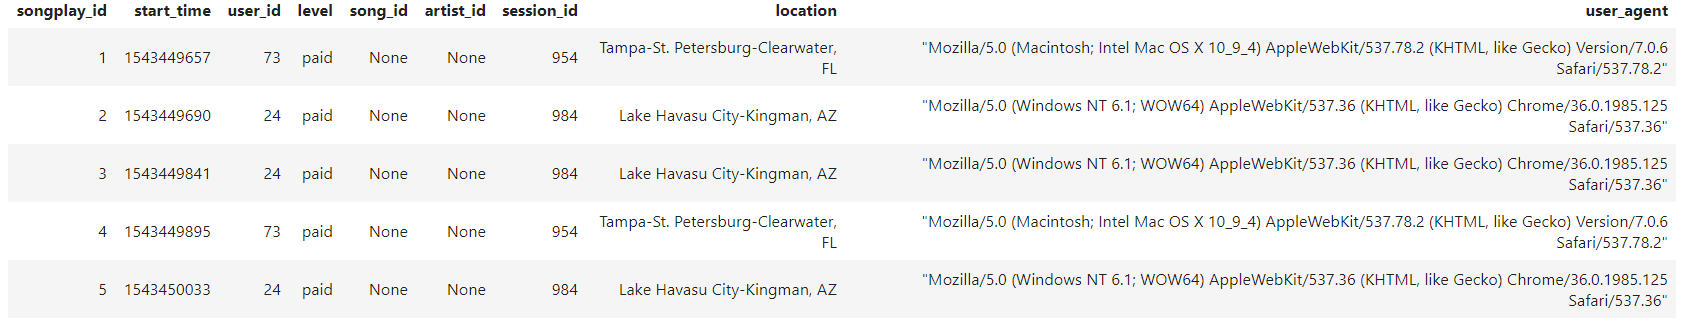 songplay_id start_time user_id level song_id artist_id session_id location user_agent
1 1543449657 73 paid None None 954 Tampa-St. Petersburg-Clearwater, FL "Mozilla/5.0 (Macintosh; Intel Mac OS X 10_9_4) AppleWebKit/537.78.2 (KHTML, like Gecko) Version/7.0.6 Safari/537.78.2"
2 1543449690 24 paid None None 984 Lake Havasu City-Kingman, AZ "Mozilla/5.0 (Windows NT 6.1; WOW64) AppleWebKit/537.36 (KHTML, like Gecko) Chrome/36.0.1985.125 Safari/537.36"
3 1543449841 24 paid None None 984 Lake Havasu City-Kingman, AZ "Mozilla/5.0 (Windows NT 6.1; WOW64) AppleWebKit/537.36 (KHTML, like Gecko) Chrome/36.0.1985.125 Safari/537.36"
4 1543449895 73 paid None None 954 Tampa-St. Petersburg-Clearwater, FL "Mozilla/5.0 (Macintosh; Intel Mac OS X 10_9_4) AppleWebKit/537.78.2 (KHTML, like Gecko) Version/7.0.6 Safari/537.78.2"
5 1543450033 24 paid None None 984 Lake Havasu City-Kingman, AZ "Mozilla/5.0 (Windows NT 6.1; WOW64) AppleWebKit/537.36 (KHTML, like Gecko) Chrome/36.0.1985.125 Safari/537.36"